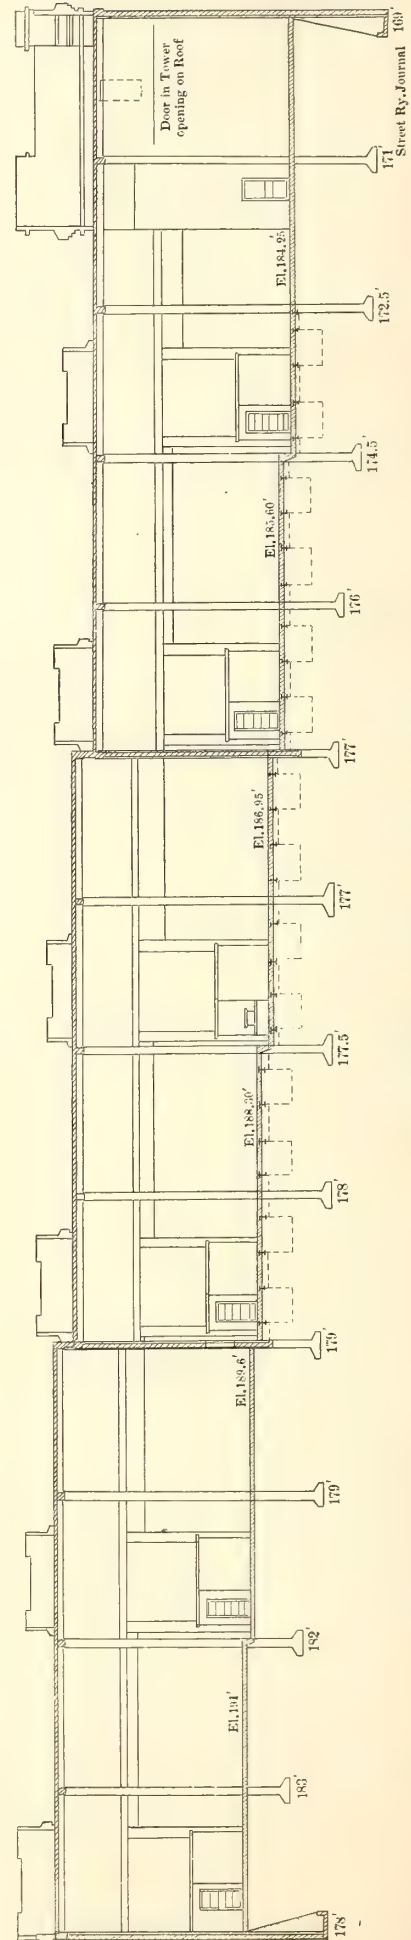 Door in Tower
opening on Roof
El.191'
El.189.6'
El.188.30'
El.186.95'
El.185.60'
El.184.25'
178'
183'
182'
179'
179'
178'
177.5'
177'
177'
176'
174.5'
172.5'
171
169'
Street Ry.Journal